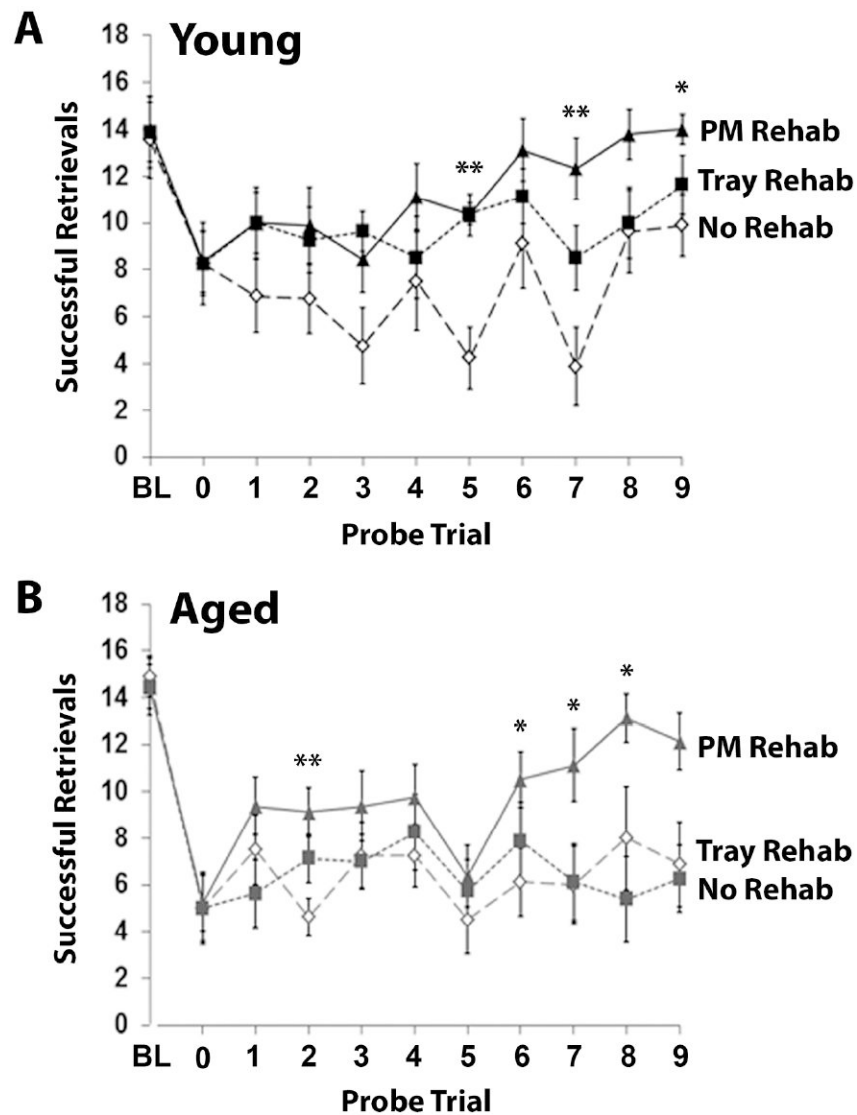 A
Young
18
16
14
12
10
8
6
4
2
0
Successful Retrievals
**
**
*
PM Rehab
Tray Rehab
No Rehab
BL 0 1 2 3 4 5 6 7 8 9
Probe Trial
B
Aged
18
16
14
12
10
8
6
4
2
0
Successful Retrievals
**
*
*
*
PM Rehab
Tray Rehab
No Rehab
BL 0 1 2 3 4 5 6 7 8 9
Probe Trial